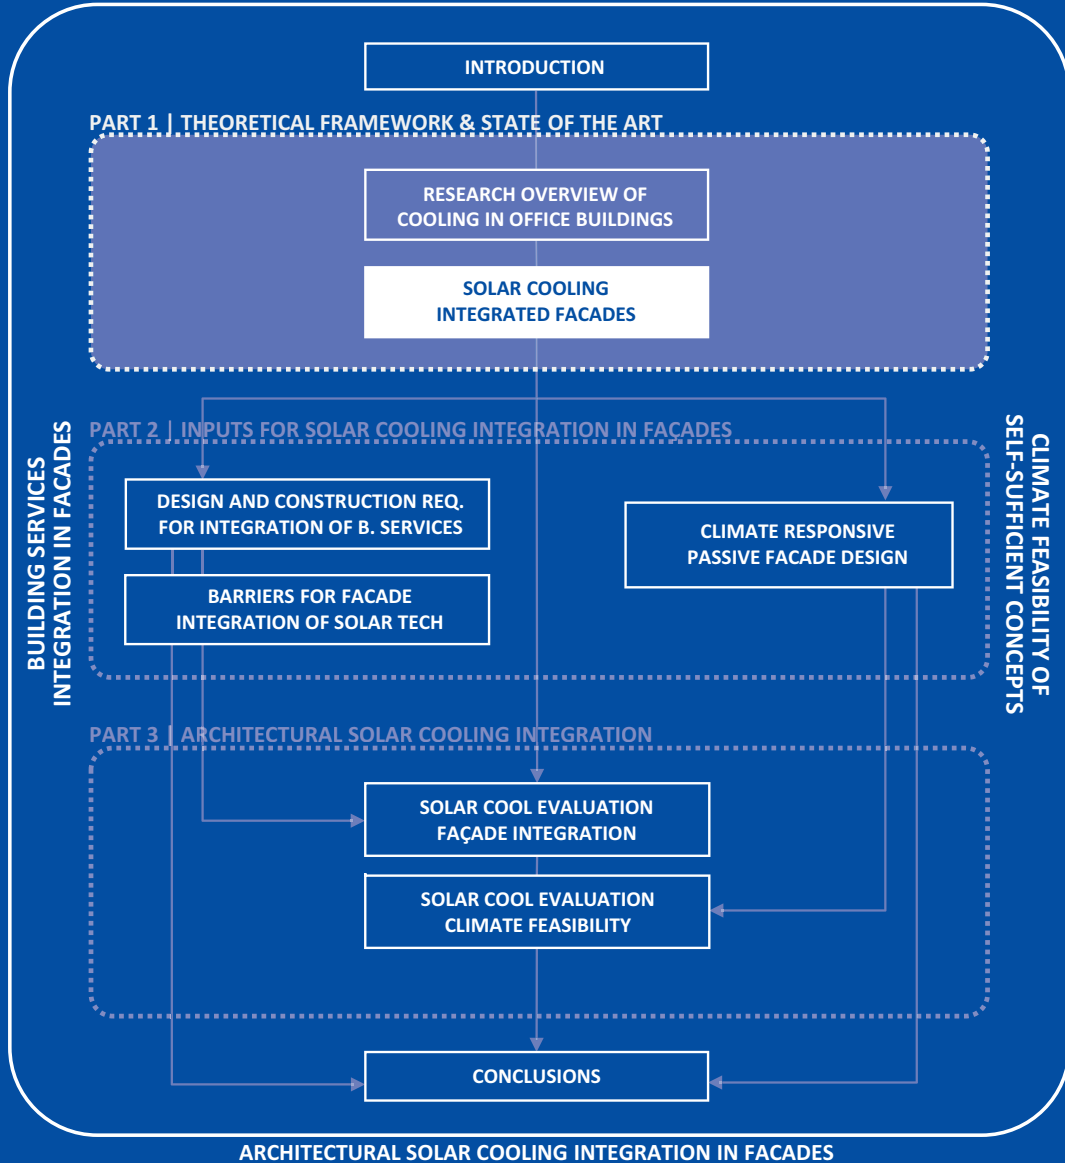 INTRODUCTION
PART 1 | THEORETICAL FRAMEWORK & STATE OF THE ART
RESEARCH OVERVIEW OF
COOLING IN OFFICE BUILDINGS
SOLAR COOLING
INTEGRATED FACADES
BUILDING SERVICES
INTEGRATION IN FACADES
PART 2 | INPUTS FOR SOLAR COOLING INTEGRATION IN FAÇADES
DESIGN AND CONSTRUCTION REQ.
FOR INTEGRATION OF B. SERVICES
BARRIERS FOR FACADE
INTEGRATION OF SOLAR TECH
CLIMATE RESPONSIVE
PASSIVE FACADE DESIGN
CLIMATE FEASIBILITY OF
SELF-SUFFICIENT CONCEPTS
PART 3 | ARCHITECTURAL SOLAR COOLING INTEGRATION
SOLAR COOL EVALUATION
FAÇADE INTEGRATION
SOLAR COOL EVALUATION
CLIMATE FEASIBILITY
CONCLUSIONS
ARCHITECTURAL SOLAR COOLING INTEGRATION IN FACADES